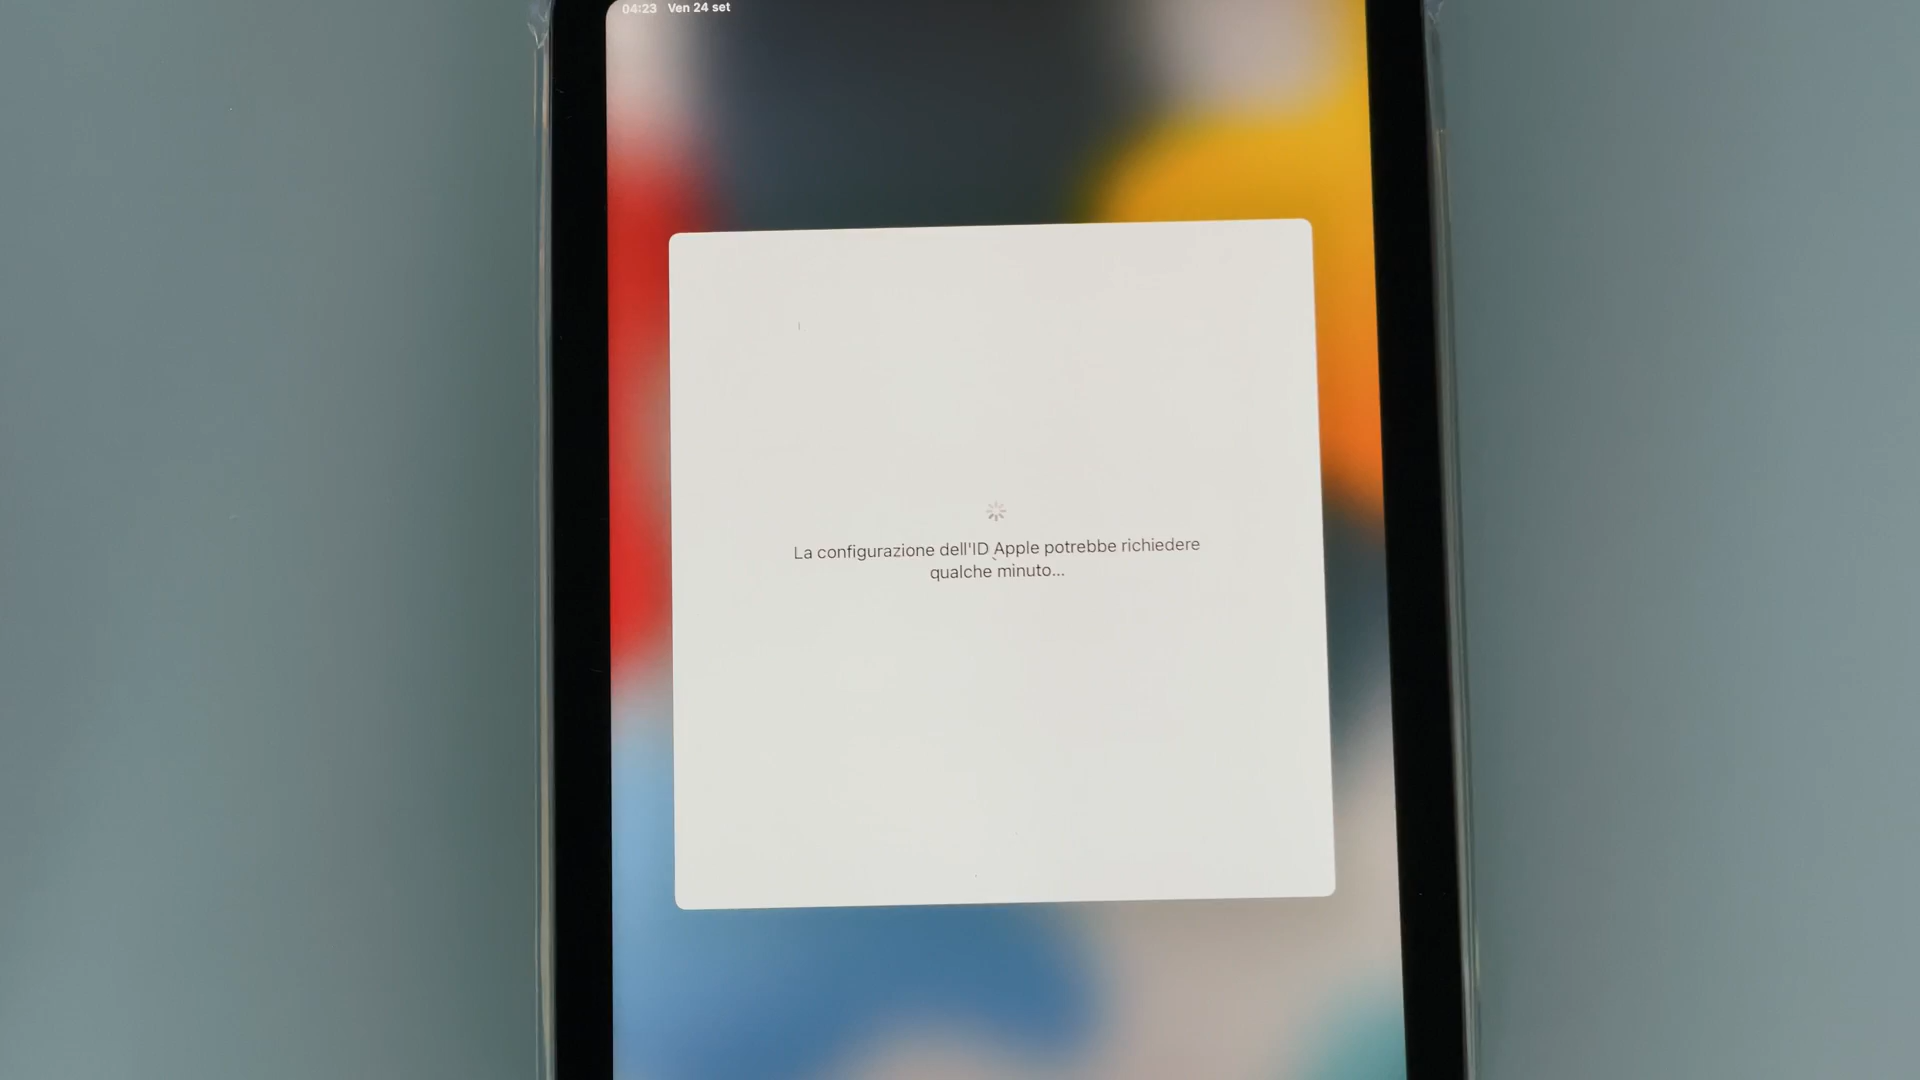 04:23 Ven 24 set
La configurazione dell'ID Apple potrebbe richiedere
qualche minuto...